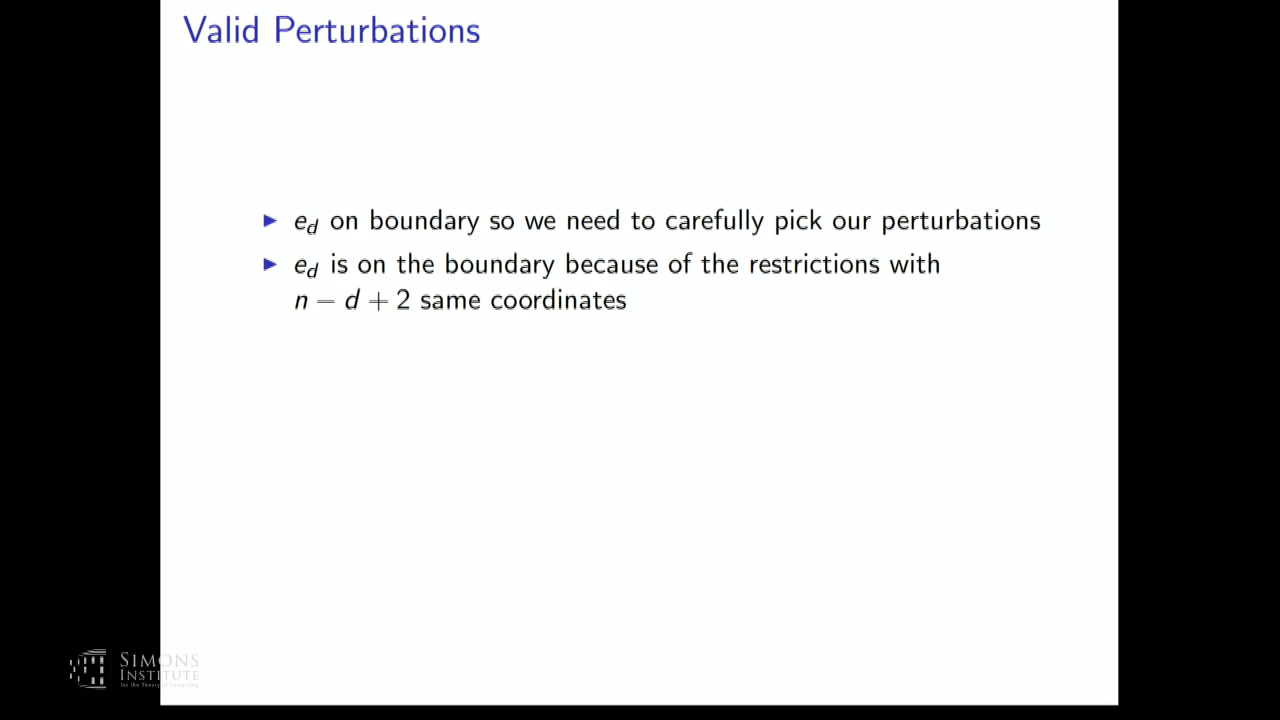 Valid Perturbations
▶ e_d on boundary so we need to carefully pick our perturbations
▶ e_d is on the boundary because of the restrictions with
n − d + 2 same coordinates
SIMONS
INSTITUTE
for the Theory of Computing